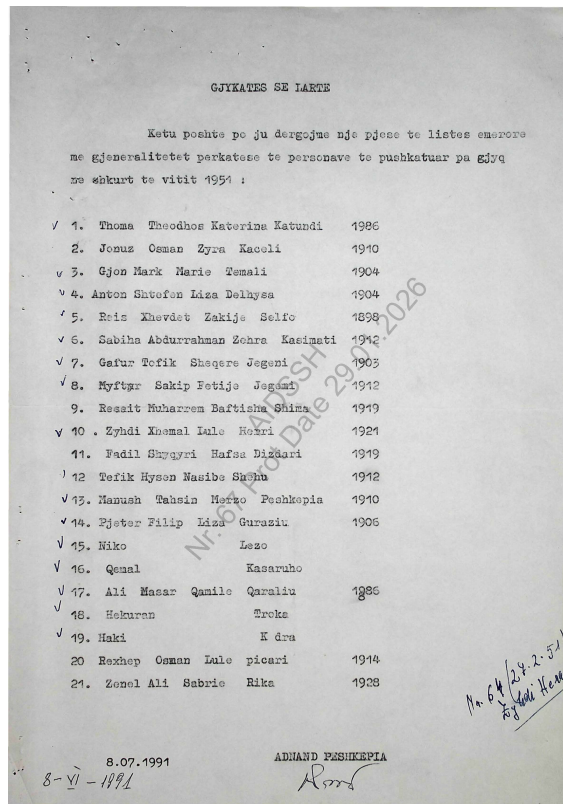 GJYKATES SE LARTE
Ketu poshte po ju dergojme nje pjese te listes emerore
me gjeneralitetet perkatese te personave te pushkatuar pa gjyq
ne shkurt te vitit 1951 :
✓ 1. Thoma Theodhos Katerina Katundi 1986
2. Jonuz Osman Zyra Kaceli 1910
✓ 3. Gjon Mark Marie Temali 1904
✓ 4. Anton Shtefen Liza Delhysa 1904
✓ 5. Reis Xhevdet Zakije Selfo 1898
✓ 6. Sabiha Abdurrahman Zehra Kasimati 1912
✓ 7. Gafur Tefik Sheqere Jegeni 1903
✓ 8. Myftar Sakip Fetije Jegeni 1912
9. Resait Muharrem Baftisha Shima 1919
✓ 10 . Zyhdi Xhemal Lule Herri 1921
11. Fadil Shyqyri Hafsa Dizdari 1919
12 Tefik Hysen Nasibe Shehu 1912
✓ 13. Manush Tahsin Merzo Peshkepia 1910
✓ 14. Pjeter Filip Liza Guraziu 1906
✓ 15. Niko Lezo
✓ 16. Qemal Kasaruho
✓ 17. Ali Masar Qamile Qaraliu 1886
✓ 18. Hekuran Troka
✓ 19. Haki K dra
20 Rexhep Osman Lule picari 1914
21. Zenel Ali Sabrie Rika 1928
Nr. 64/27.2.51
Zyhdi
8.07.1991 ADNAND PESHKEPIA
8-VI-1991
AIDSSH
Nr. 67 Prot Date 29.01.2026